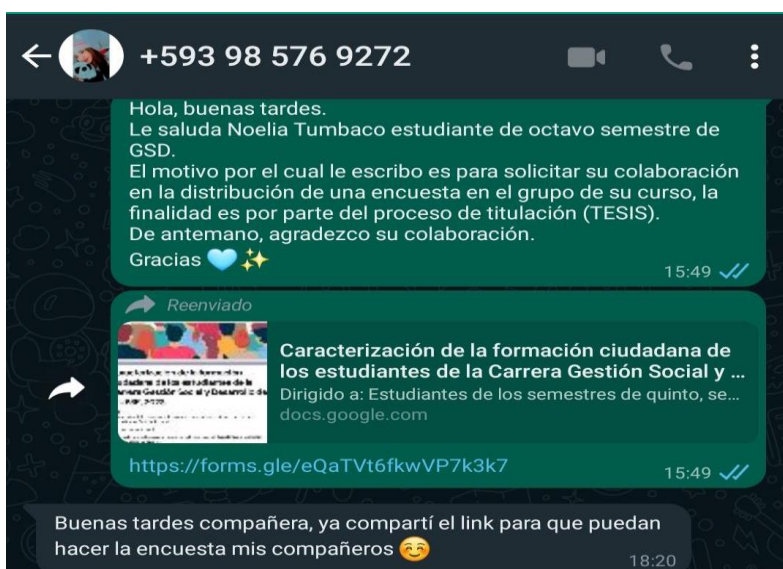 +593 98 576 9272
Hola, buenas tardes.
Le saluda Noelia Tumbaco estudiante de octavo semestre de
GSD.
El motivo por el cual le escribo es para solicitar su colaboración
en la distribución de una encuesta en el grupo de su curso, la
finalidad es por parte del proceso de titulación (TESIS).
De antemano, agradezco su colaboración.
Gracias 🩵✨
15:49
Reenviado
Caracterización de la formación ciudadana de
los estudiantes de la Carrera Gestión Social y ...
Dirigido a: Estudiantes de los semestres de quinto, se...
docs.google.com
https://forms.gle/eQaTVt6fkwVP7k3k7
15:49
Buenas tardes compañera, ya compartí el link para que puedan
hacer la encuesta mis compañeros ☺️
18:20